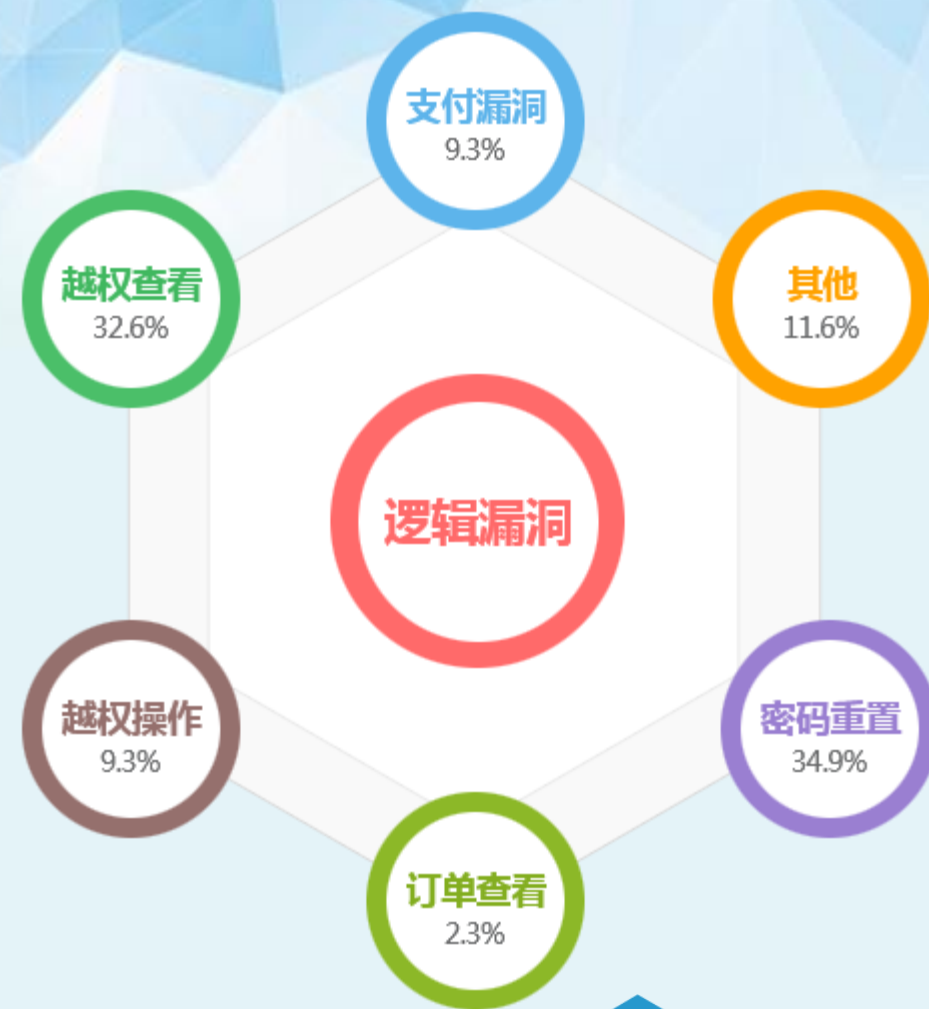 支付漏洞
9.3%
越权查看
32.6%
其他
11.6%
逻辑漏洞
越权操作
9.3%
密码重置
34.9%
订单查看
2.3%